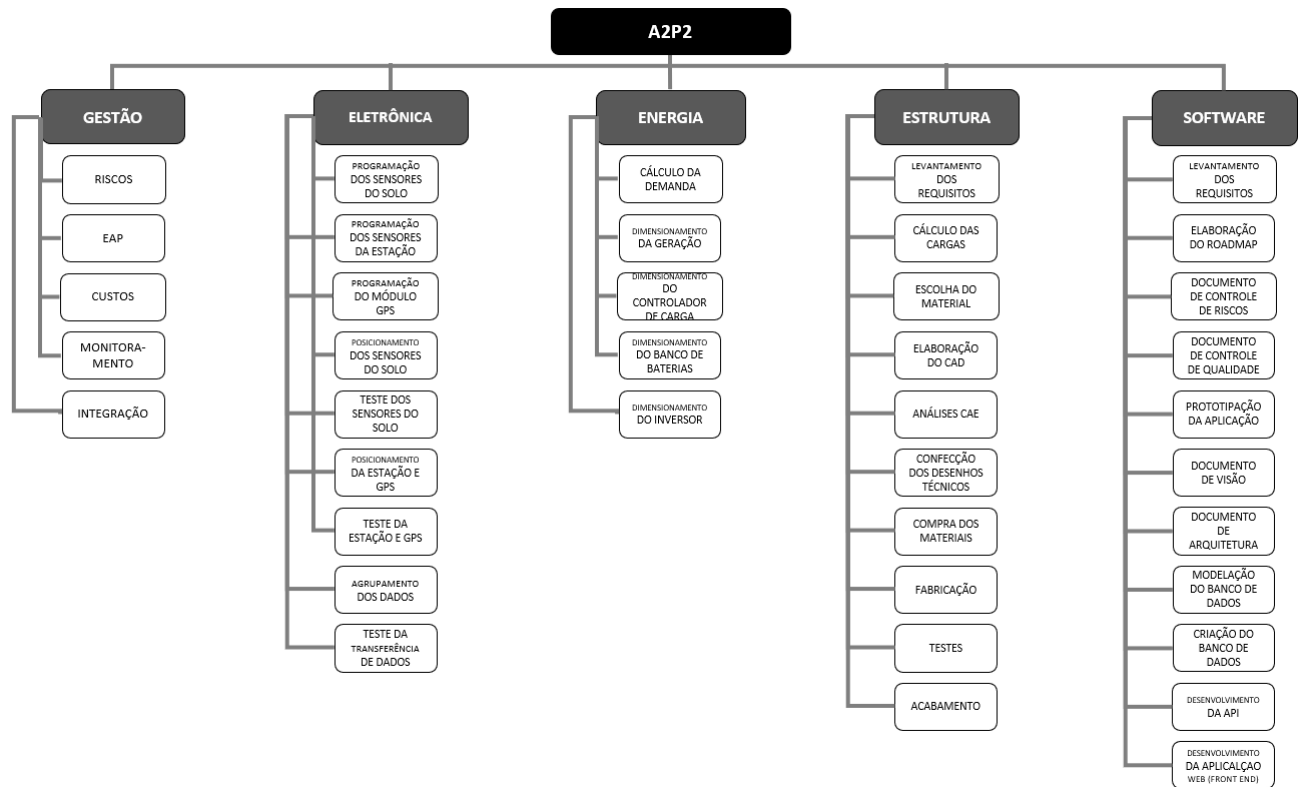 A2P2
GESTÃO
RISCOS
EAP
CUSTOS
MONITORA-
MENTO
INTEGRAÇÃO
ELETRÔNICA
PROGRAMAÇÃO
DOS SENSORES
DO SOLO
PROGRAMAÇÃO
DOS SENSORES
DA ESTAÇÃO
PROGRAMAÇÃO
DO MÓDULO
GPS
POSICIONAMENTO
DOS SENSORES
DO SOLO
TESTE DOS
SENSORES DO
SOLO
POSICIONAMENTO
DA ESTAÇÃO E
GPS
TESTE DA
ESTAÇÃO E GPS
AGRUPAMENTO
DOS DADOS
TESTE DA
TRANSFERÊNCIA
DE DADOS
ENERGIA
CÁLCULO DA
DEMANDA
DIMENSIONAMENTO
DA GERAÇÃO
DIMENSIONAMENTO
DO
CONTROLADOR
DE CARGA
DIMENSIONAMENTO
DO BANCO DE
BATERIAS
DIMENSIONAMENTO
DO INVERSOR
ESTRUTURA
LEVANTAMENTO
DOS
REQUISITOS
CÁLCULO DAS
CARGAS
ESCOLHA DO
MATERIAL
ELABORAÇÃO
DO CAD
ANÁLISES CAE
CONFECÇÃO
DOS DESENHOS
TÉCNICOS
COMPRA DOS
MATERIAIS
FABRICAÇÃO
TESTES
ACABAMENTO
SOFTWARE
LEVANTAMENTO
DOS
REQUISITOS
ELABORAÇÃO
DO ROADMAP
DOCUMENTO
DE CONTROLE
DE RISCOS
DOCUMENTO
DE CONTROLE
DE QUALIDADE
PROTOTIPAÇÃO
DA APLICAÇÃO
DOCUMENTO
DE VISÃO
DOCUMENTO
DE
ARQUITETURA
MODELAÇÃO
DO BANCO DE
DADOS
CRIAÇÃO DO
BANCO DE
DADOS
DESENVOLVIMENTO
DA API
DESENVOLVIMENTO
DA APLICALÇAO
WEB (FRONT END)